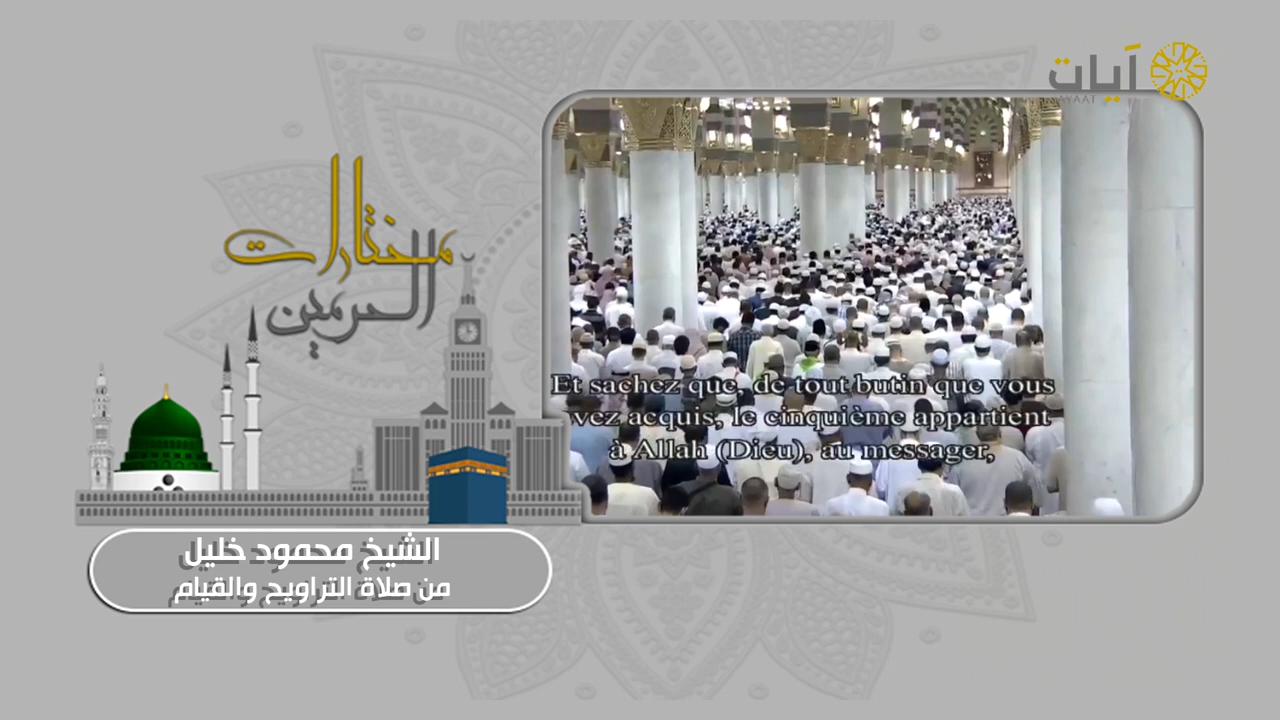 آيات
AYAAT
مختارات
الحرمين
Et sachez que, de tout butin que vous
vez acquis, le cinquième appartient
à Allah (Dieu), au messager,
الشيخ محمود خليل
من صلاة التراويح والقيام